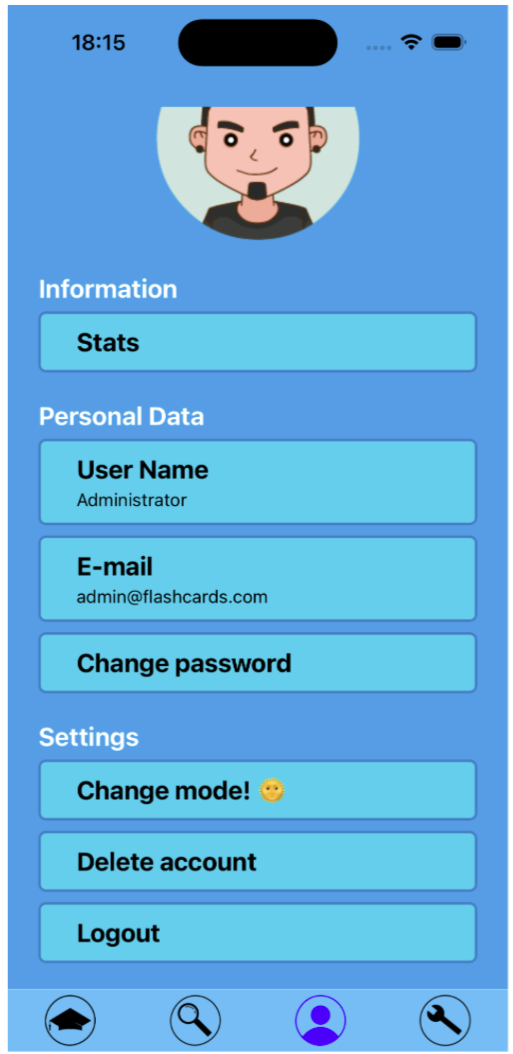 18:15
Information
Stats
Personal Data
User Name
Administrator
E-mail
admin@flashcards.com
Change password
Settings
Change mode! 🌞
Delete account
Logout